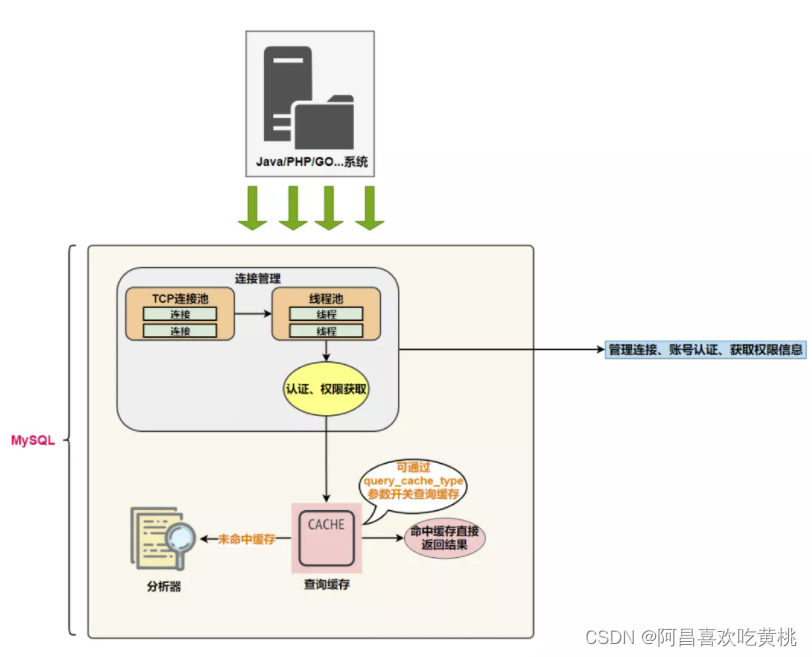 Java/PHP/GO...系统
连接管理
TCP连接池
连接
连接
线程池
线程
线程
管理连接、账号认证、获取权限信息
认证、权限获取
MySQL
可通过
query_cache_type
参数开关查询缓存
CACHE
未命中缓存
命中缓存直接
返回结果
查询缓存
分析器
CSDN @阿昌喜欢吃黄桃